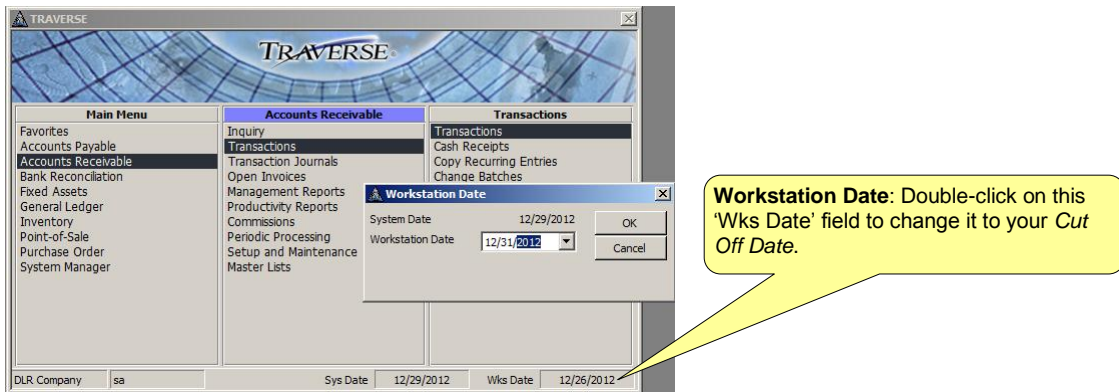 TRAVERSE
TRAVERSE
Main Menu
Favorites
Accounts Payable
Accounts Receivable
Bank Reconciliation
Fixed Assets
General Ledger
Inventory
Point-of-Sale
Purchase Order
System Manager
Accounts Receivable
Inquiry
Transactions
Transaction Journals
Open Invoices
Management Reports
Productivity Reports
Commissions
Periodic Processing
Setup and Maintenance
Master Lists
Transactions
Transactions
Cash Receipts
Copy Recurring Entries
Change Batches
Workstation Date
System Date 12/29/2012
Workstation Date 12/31/2012
OK
Cancel
Workstation Date: Double-click on this
‘Wks Date’ field to change it to your Cut
Off Date.
DLR Company sa Sys Date 12/29/2012 Wks Date 12/26/2012